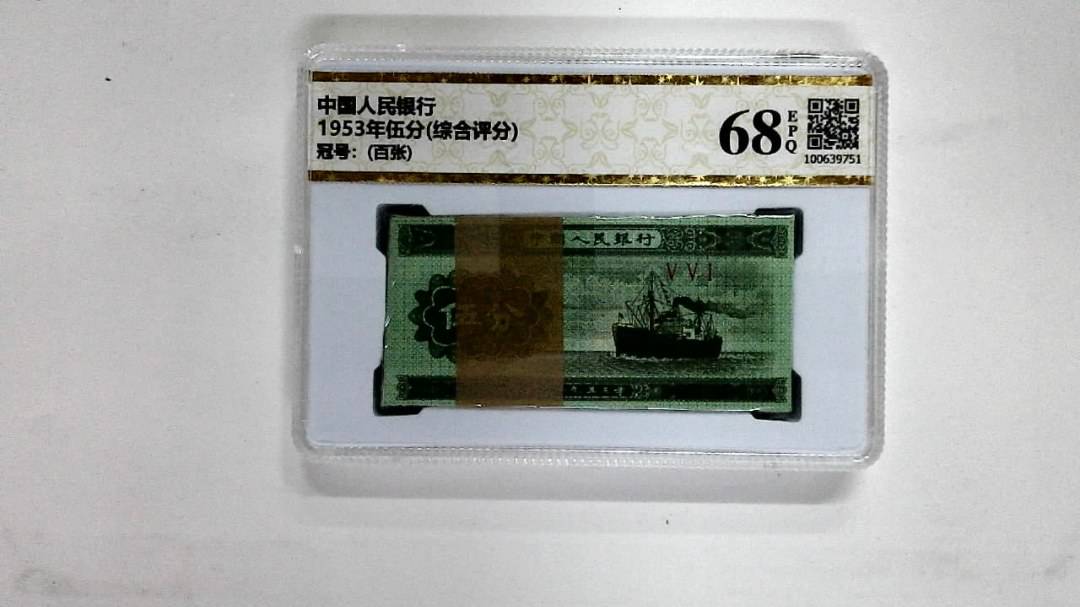 中国人民银行
1953年伍分(综合评分)
冠号：(百张)
68
EPQ
100639751
中国人民银行
V V I
伍分